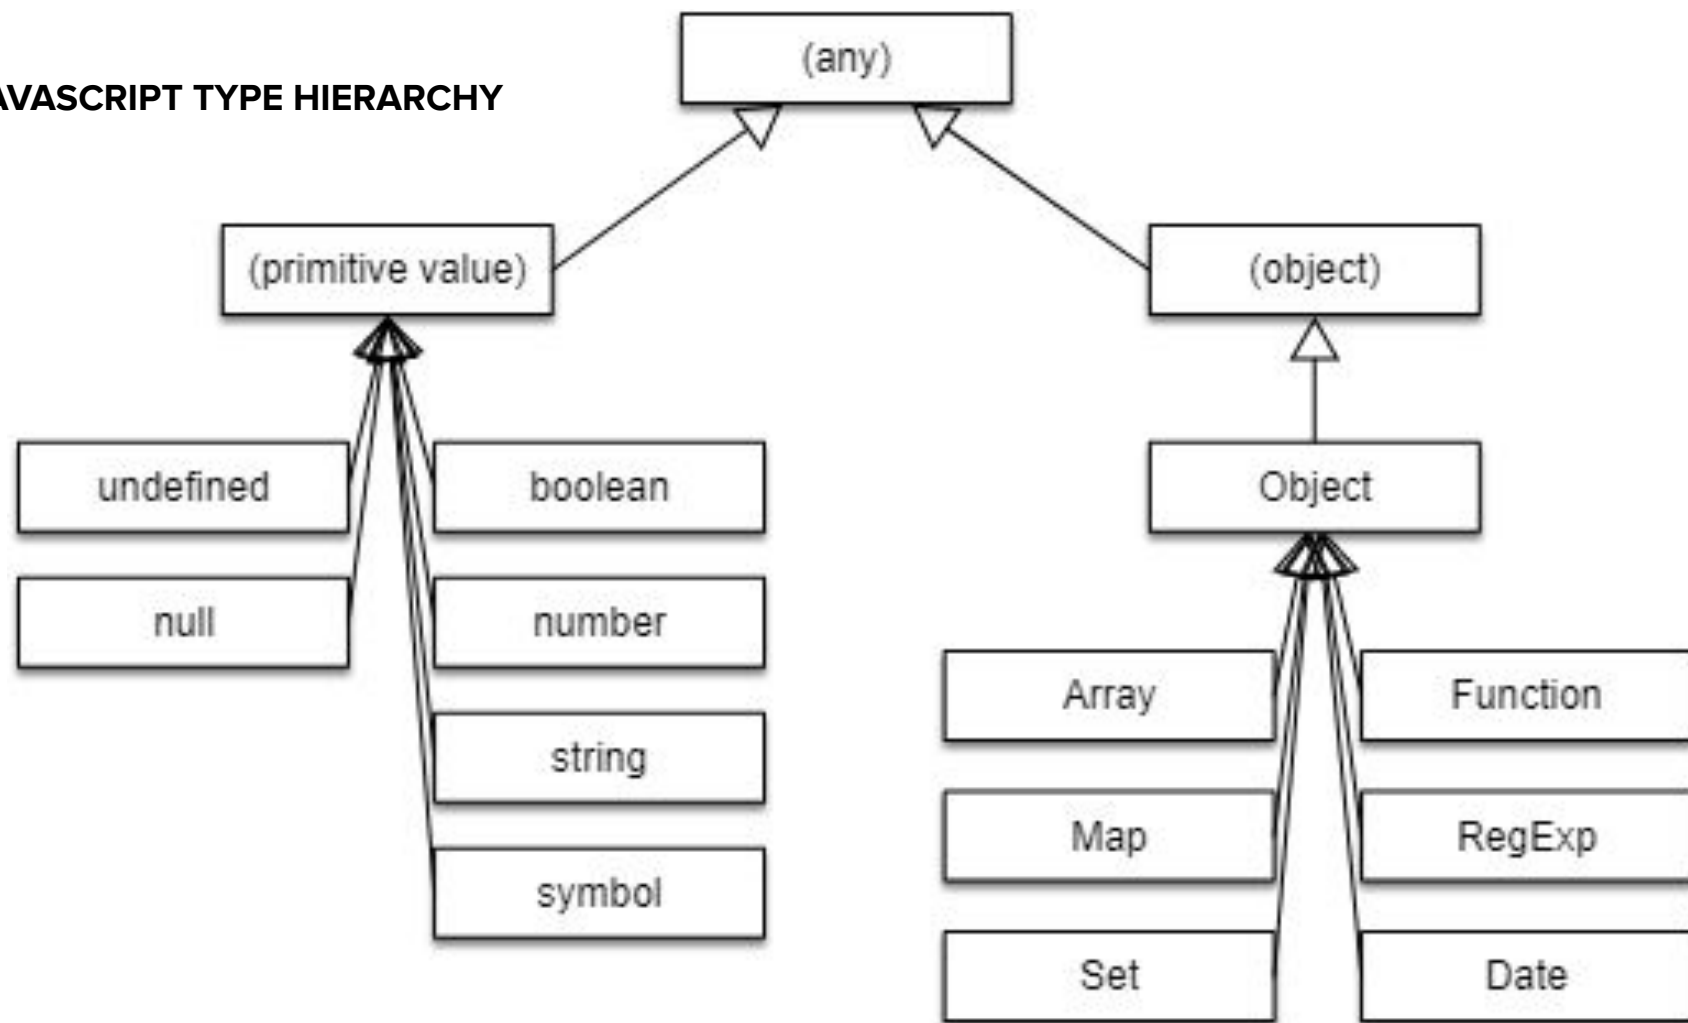 (any)
AVASCRIPT TYPE HIERARCHY
(primitive value)
(object)
undefined
boolean
Object
null
number
Array
Function
string
Map
RegExp
symbol
Set
Date